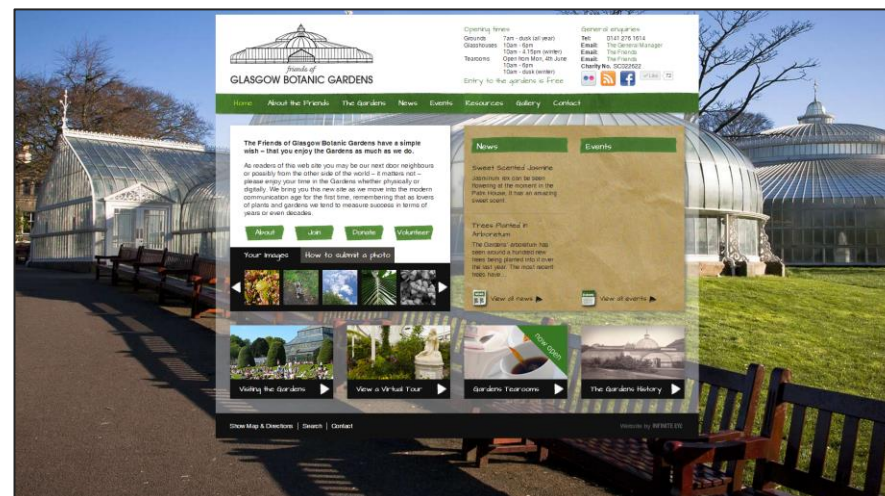 friends of
GLASGOW BOTANIC GARDENS
Opening times
Grounds 7am - dusk (all year)
Glasshouses 10am - 6pm
10am - 4.15pm (winter)
Tearooms Open from Mon, 4th June
10am - 6pm
10am - dusk (winter)
Entry to the gardens is Free
General enquiries
Tel: 0141 276 1614
Email: The General Manager
Email: The Friends
Email: The Friends
Charity No. SC022622
Like
Home About the Friends The Gardens News Events Resources Gallery Contact
The Friends of Glasgow Botanic Gardens have a simple
wish – that you enjoy the Gardens as much as we do.
As readers of this web site you may be our next door neighbours
or possibly from the other side of the world – it matters not –
please enjoy your time in the Gardens whether physically or
digitally. We bring you this new site as we move into the modern
communication age for the first time, remembering that as lovers
of plants and gardens we tend to measure success in terms of
years or even decades.
About Join Donate Volunteer
Your Images How to submit a photo
News
Sweet Scented Jasmine
flowering at the moment in the
Palm House. It has an amazing
sweet scent.
Trees Planted in
Arboretum
The Gardens' arboretum has
seen around a hundred new
trees being planted into it over
the last year. The most recent
trees have...
View all news
Events
View all events
Visiting the Gardens
View a Virtual Tour
now open
Gardens Tearooms
The Gardens History
Show Map & Directions | Search | Contact
Website by INFINITE EYE